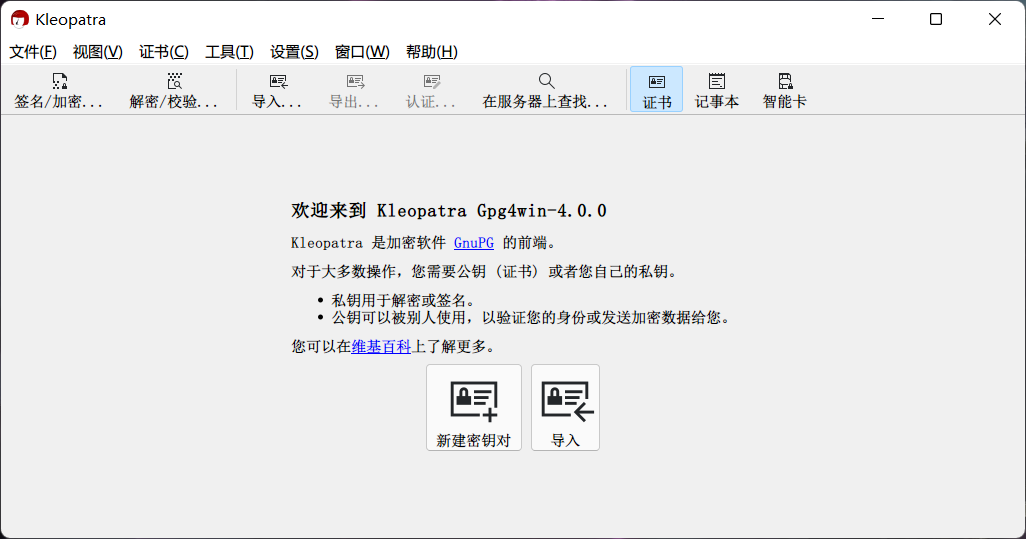 Kleopatra
文件(F) 视图(V) 证书(C) 工具(T) 设置(S) 窗口(W) 帮助(H)
签名/加密... 解密/校验... 导入... 导出... 认证... 在服务器上查找... 证书 记事本 智能卡
欢迎来到 Kleopatra Gpg4win-4.0.0
Kleopatra 是加密软件 GnuPG 的前端。
对于大多数操作，您需要公钥 (证书) 或者您自己的私钥。
• 私钥用于解密或签名。
• 公钥可以被别人使用，以验证您的身份或发送加密数据给您。
您可以在维基百科上了解更多。
新建密钥对 导入